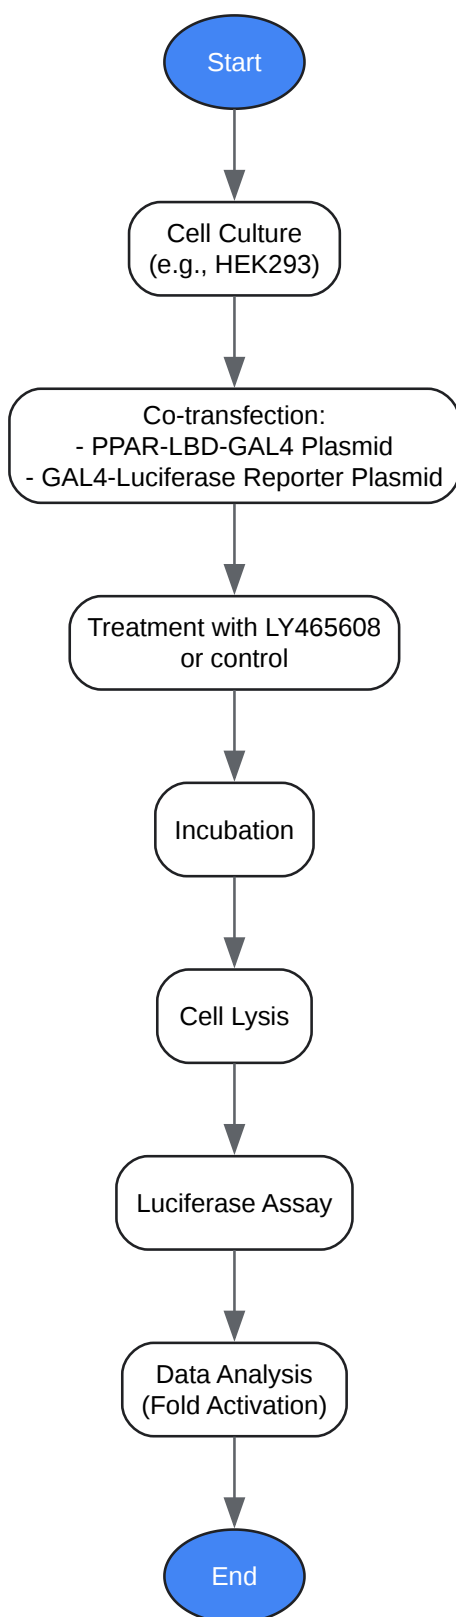 Start
Cell Culture
(e.g., HEK293)
Co-transfection:
- PPAR-LBD-GAL4 Plasmid
- GAL4-Luciferase Reporter Plasmid
Treatment with LY465608
or control
Incubation
Cell Lysis
Luciferase Assay
Data Analysis
(Fold Activation)
End